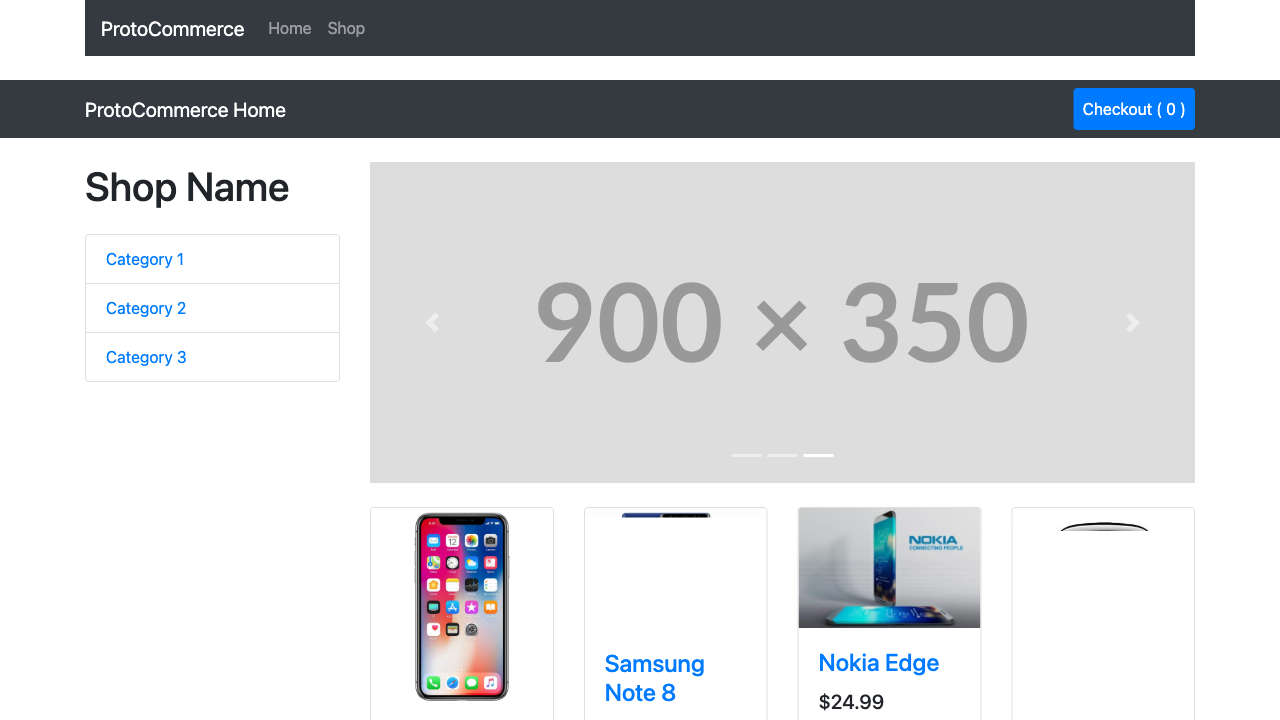 ProtoCommerce Home Shop
ProtoCommerce Home
Checkout ( 0 )
Shop Name
Category 1
Category 2
Category 3
900 × 350
NOKIA
CONNECTING PEOPLE
Samsung
Note 8
Nokia Edge
$24.99